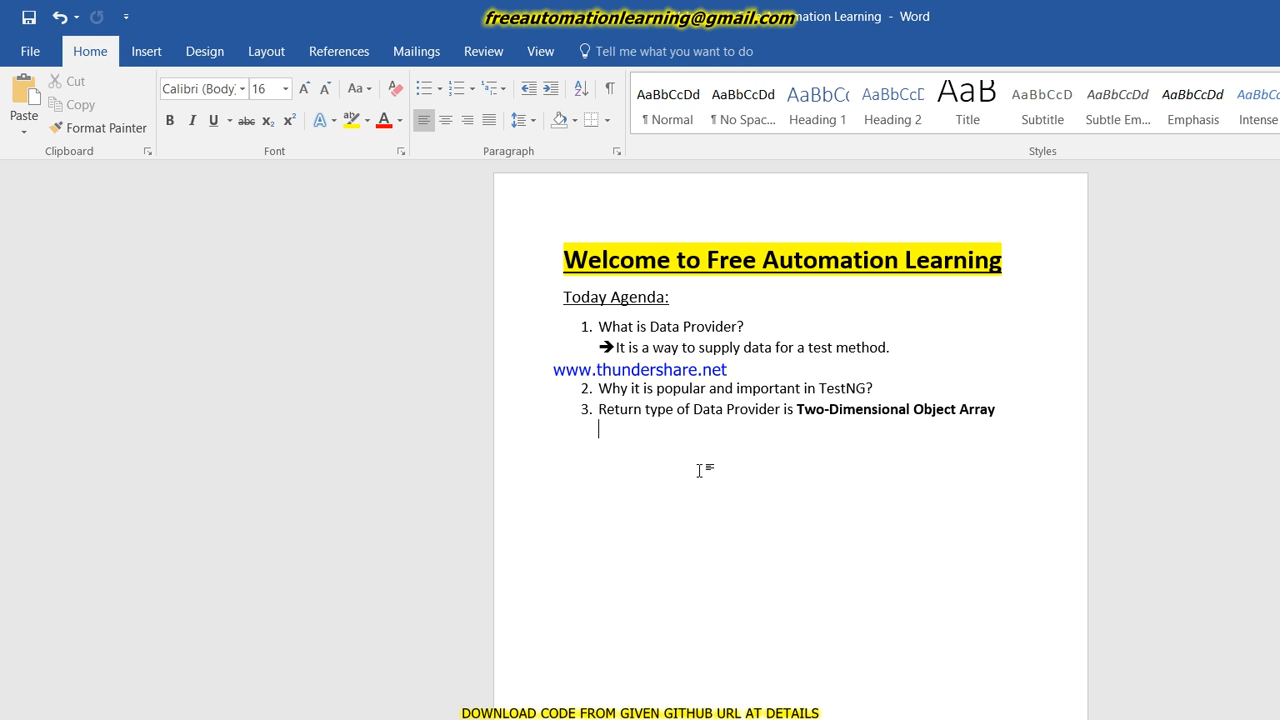 freeautomationlearning@gmail.com
Automation Learning - Word
File Home Insert Design Layout References Mailings Review View Tell me what you want to do
Paste
Cut
Copy
Format Painter
Clipboard
Calibri (Body) 16
Font
Paragraph
AaBbCcDd AaBbCcDd AaBbCc AaBbCcD AaB AaBbCcD AaBbCcDd AaBbCcDd AaBbCcDd
¶ Normal ¶ No Spac... Heading 1 Heading 2 Title Subtitle Subtle Em... Emphasis Intense
Styles
Welcome to Free Automation Learning
Today Agenda:
1. What is Data Provider?
➔It is a way to supply data for a test method.
www.thundershare.net
2. Why it is popular and important in TestNG?
3. Return type of Data Provider is Two-Dimensional Object Array
DOWNLOAD CODE FROM GIVEN GITHUB URL AT DETAILS